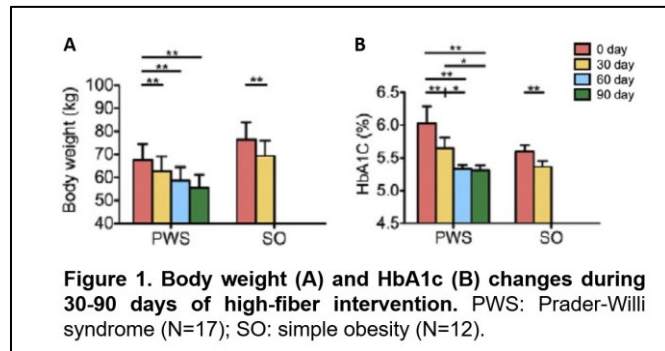 A
B
**
**
**
**
**
*
**
**
*
**
0 day
30 day
60 day
90 day
Body weight (kg)
100
90
80
70
60
50
40
PWS
SO
HbA1C (%)
6.5
6.0
5.5
5.0
4.5
PWS
SO
Figure 1. Body weight (A) and HbA1c (B) changes during
30-90 days of high-fiber intervention. PWS: Prader-Willi
syndrome (N=17); SO: simple obesity (N=12).